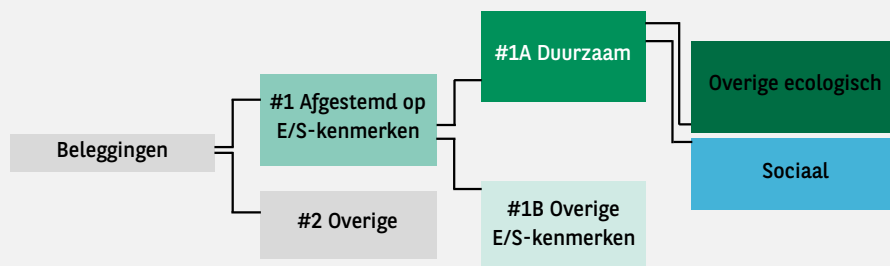 Beleggingen
#1 Afgestemd op
E/S-kenmerken
#2 Overige
#1A Duurzaam
#1B Overige
E/S-kenmerken
Overige ecologisch
Sociaal